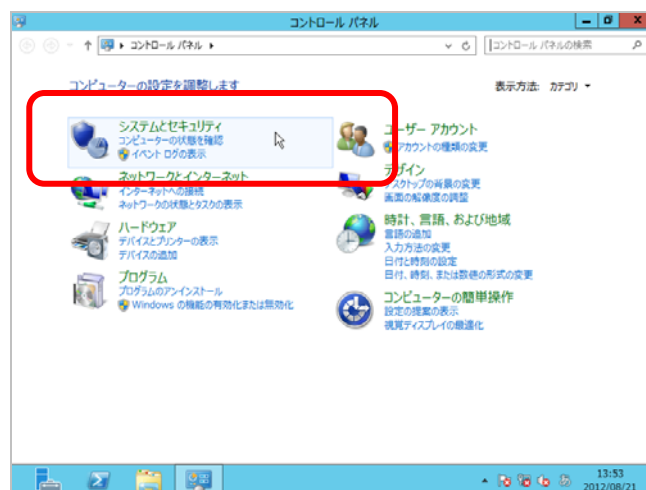 コントロール パネル
コントロール パネル
コントロール パネルの検索
コンピューターの設定を調整します
表示方法: カテゴリ
システムとセキュリティ
コンピューターの状態を確認
イベント ログの表示
ネットワークとインターネット
インターネットへの接続
ネットワークの状態とタスクの表示
ハードウェア
デバイスとプリンターの表示
デバイスの追加
プログラム
プログラムのアンインストール
Windows の機能の有効化または無効化
ユーザー アカウント
アカウントの種類の変更
デザイン
デスクトップの背景の変更
画面の解像度の調整
時計、言語、および地域
言語の追加
入力方法の変更
日付と時刻の設定
日付、時刻、または数値の形式の変更
コンピューターの簡単操作
設定の提案の表示
視覚ディスプレイの最適化
13:53
2012/08/21